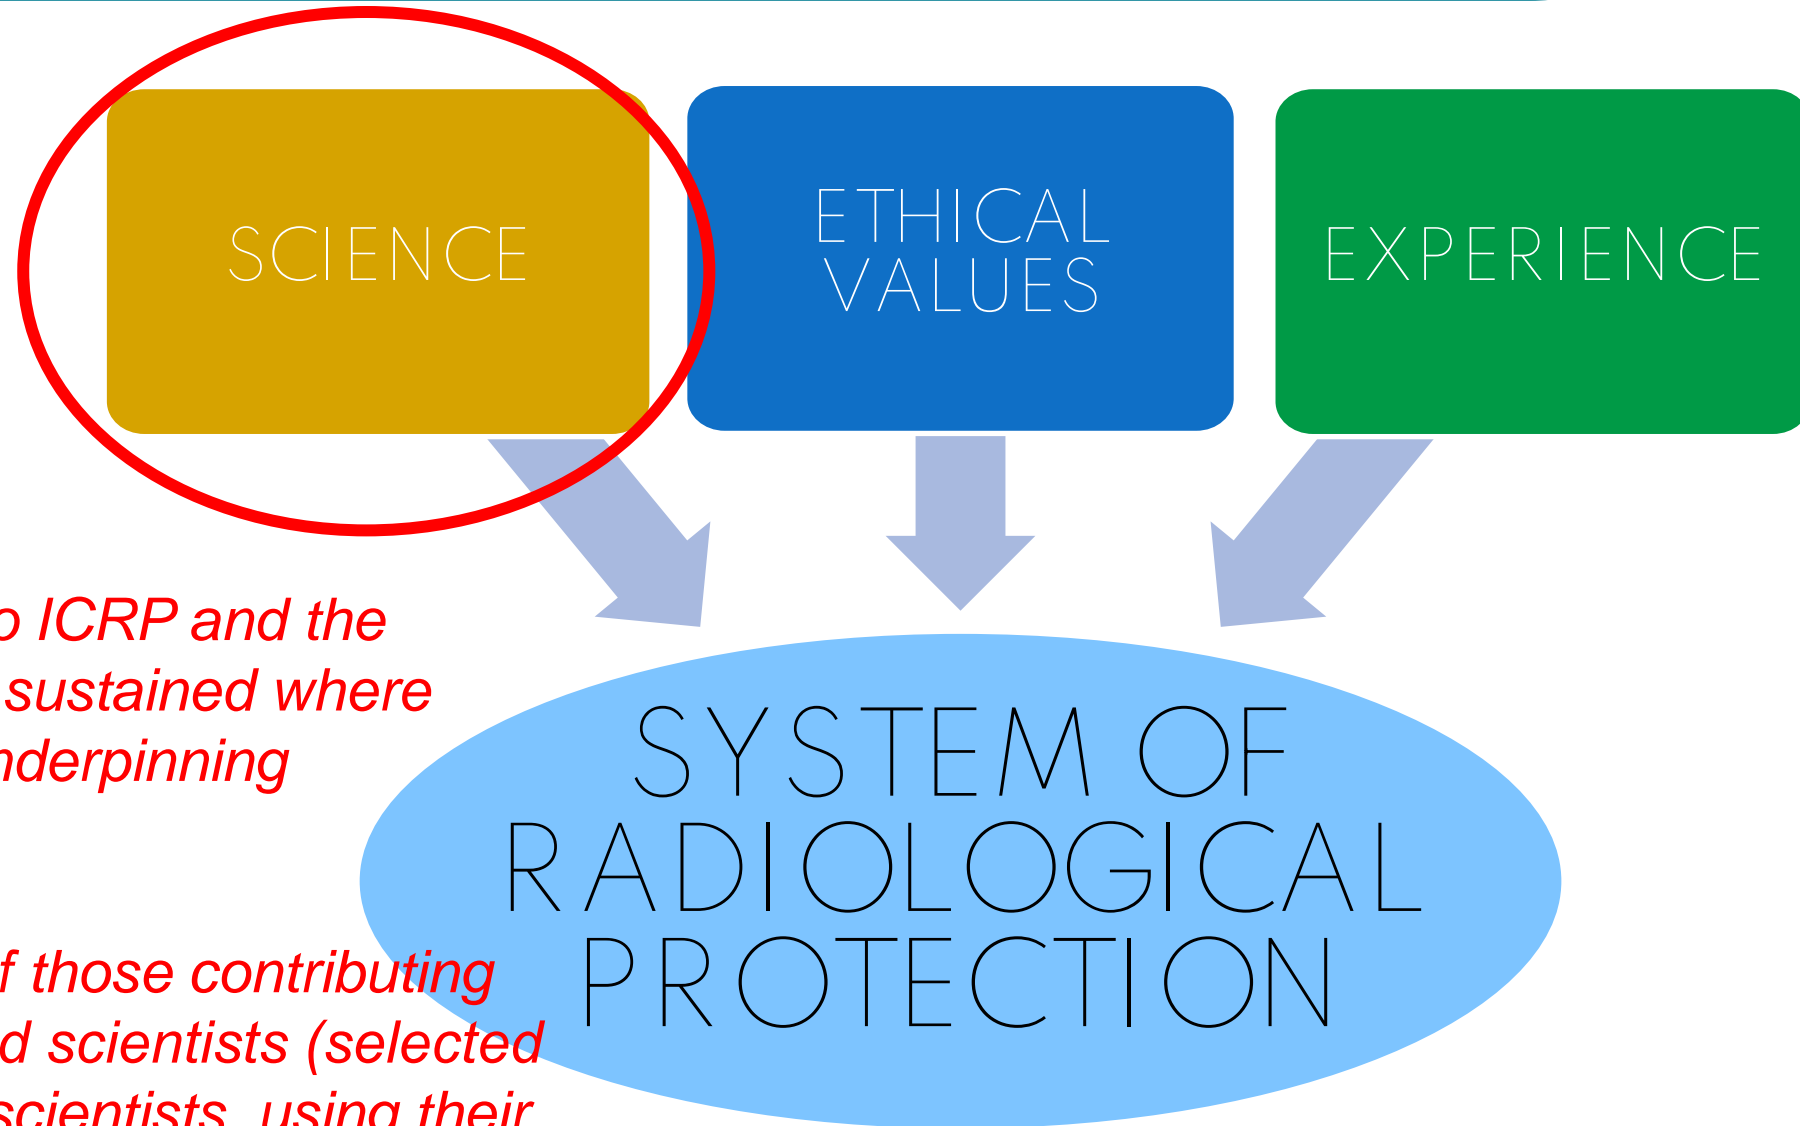 SCIENCE
ETHICAL
VALUES
EXPERIENCE
ICRP and the
sustained where
SYSTEM OF
RADIOLOGICAL
PROTECTION
those contributing
scientists (selected
scientists, using their